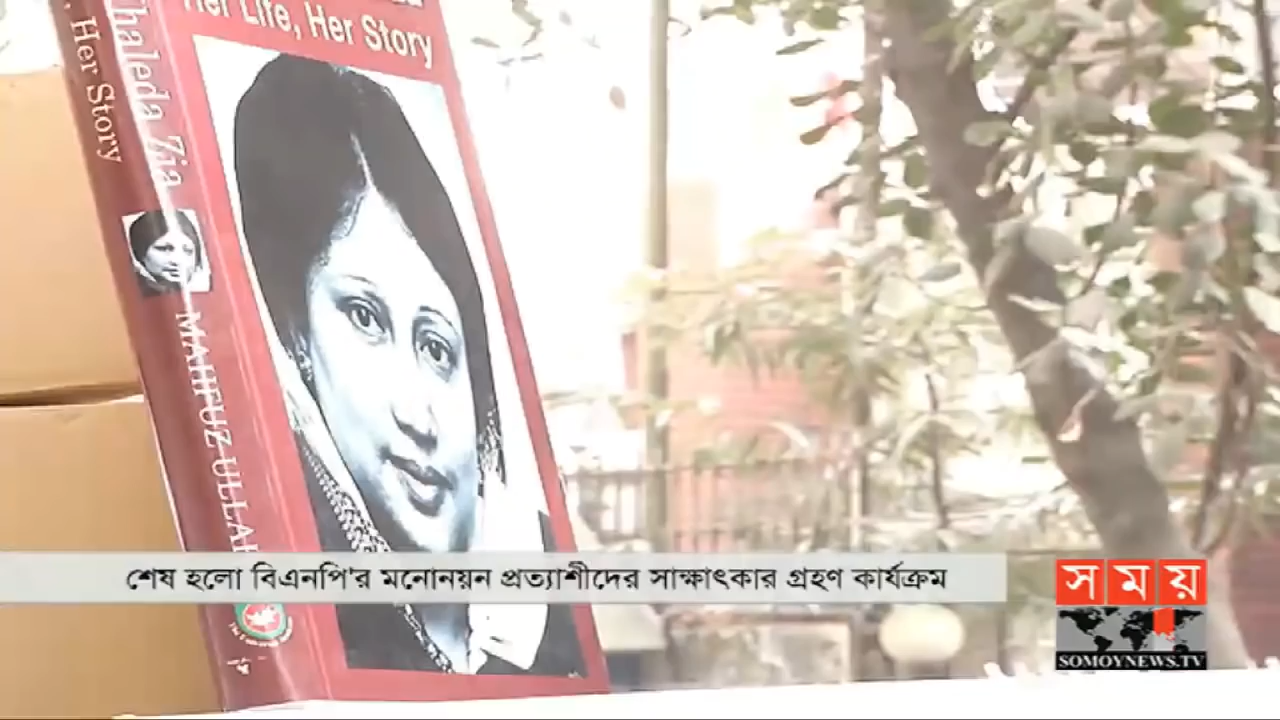 Her Life, Her Story
Khaleda Zia
Her Story
MAHFUZ ULLAH
শেষ হলো বিএনপি'র মনোনয়ন প্রত্যাশীদের সাক্ষাৎকার গ্রহণ কার্যক্রম
সময়
SOMOYNEWS.TV